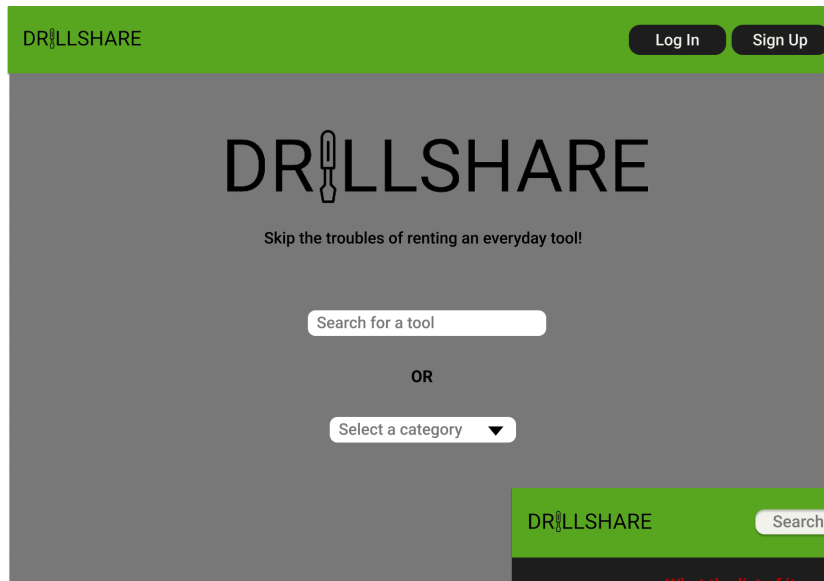 DRILLSHARE
Log In
Sign Up
DRILLSHARE
Skip the troubles of renting an everyday tool!
Search for a tool
OR
Select a category
DRILLSHARE
Search